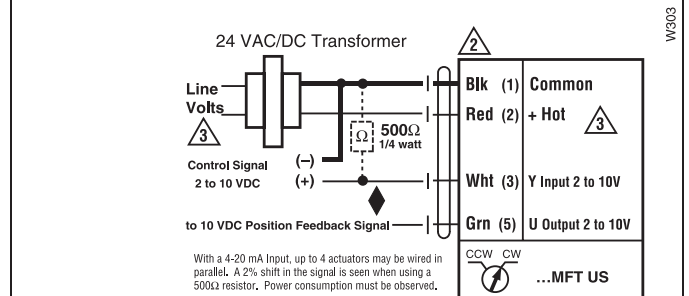 W303
24 VAC/DC Transformer
2
Line
Volts
3
Blk (1) Common
Red (2) + Hot
3
Ω
500Ω
1/4 watt
Control Signal
2 to 10 VDC
(–)
(+)
Wht (3) Y Input 2 to 10V
to 10 VDC Position Feedback Signal
Grn (5) U Output 2 to 10V
With a 4-20 mA Input, up to 4 actuators may be wired in
parallel. A 2% shift in the signal is seen when using a
500Ω resistor. Power consumption must be observed.
CCW CW
...MFT US